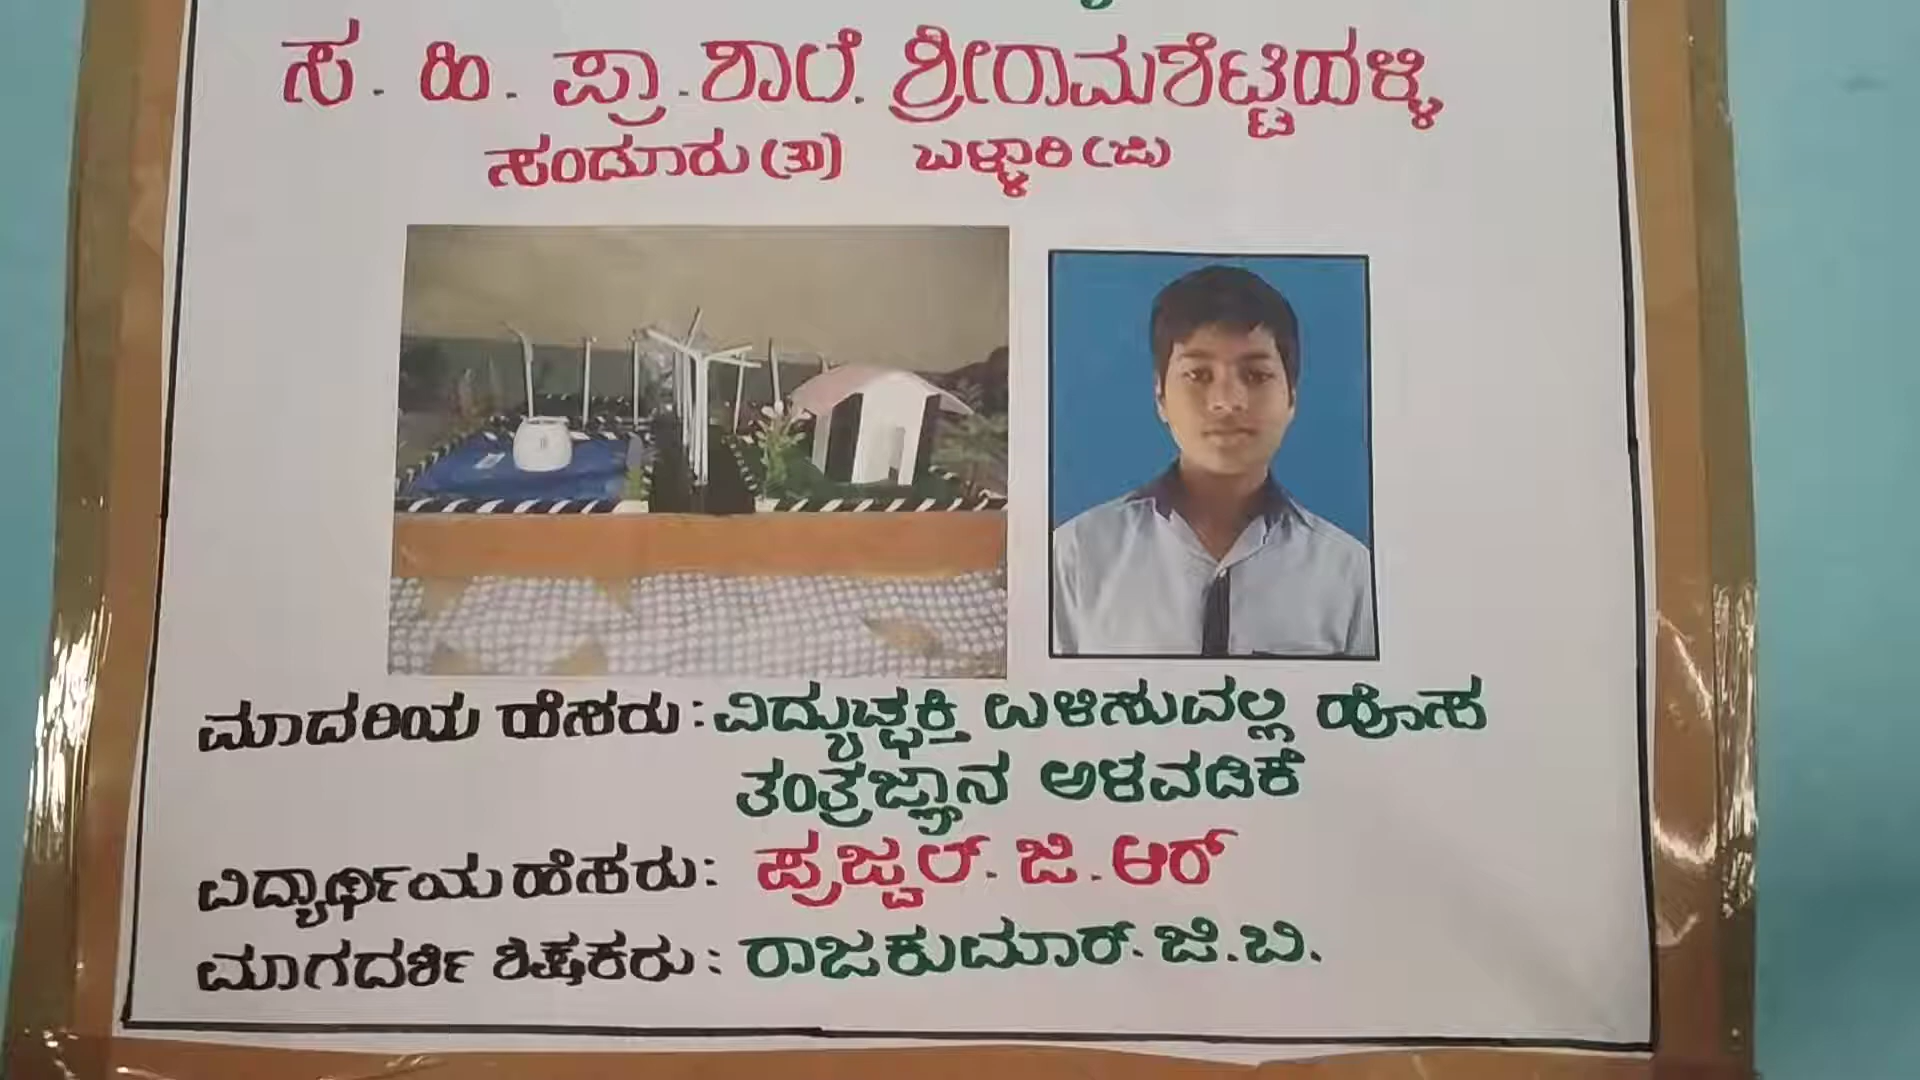 ಸ. ಹಿ. ಪ್ರಾ. ಶಾಲೆ. ಶ್ರೀರಾಮಶೆಟ್ಟಿಹಳ್ಳಿ
ಸಂದೂರು (ತಾ) ಬಳ್ಳಾರಿ (ಜಿ)
ಮಾದರಿಯ ಹೆಸರು: ವಿದ್ಯುಚ್ಛಕ್ತಿ ಉಳಿಸುವಲ್ಲಿ ಹೊಸ
ತಂತ್ರಜ್ಞಾನ ಅಳವಡಿಕೆ
ವಿದ್ಯಾರ್ಥಿಯ ಹೆಸರು: ಪ್ರಜ್ವಲ್. ಜಿ. ಆರ್
ಮಾಗದರ್ಶಿ ಶಿಕ್ಷಕರು: ರಾಜಕುಮಾರ್. ಜಿ. ಬಿ.